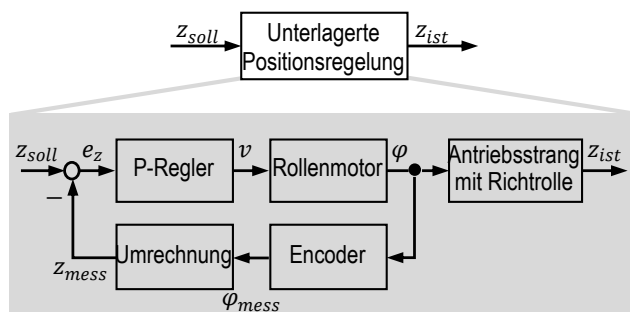 z_soll
Unterlagerte
Positionsregelung
z_ist
z_soll
e_z
P-Regler
v
Rollenmotor
φ
Antriebsstrang
mit Richtrolle
z_ist
−
z_mess
Umrechnung
φ_mess
Encoder